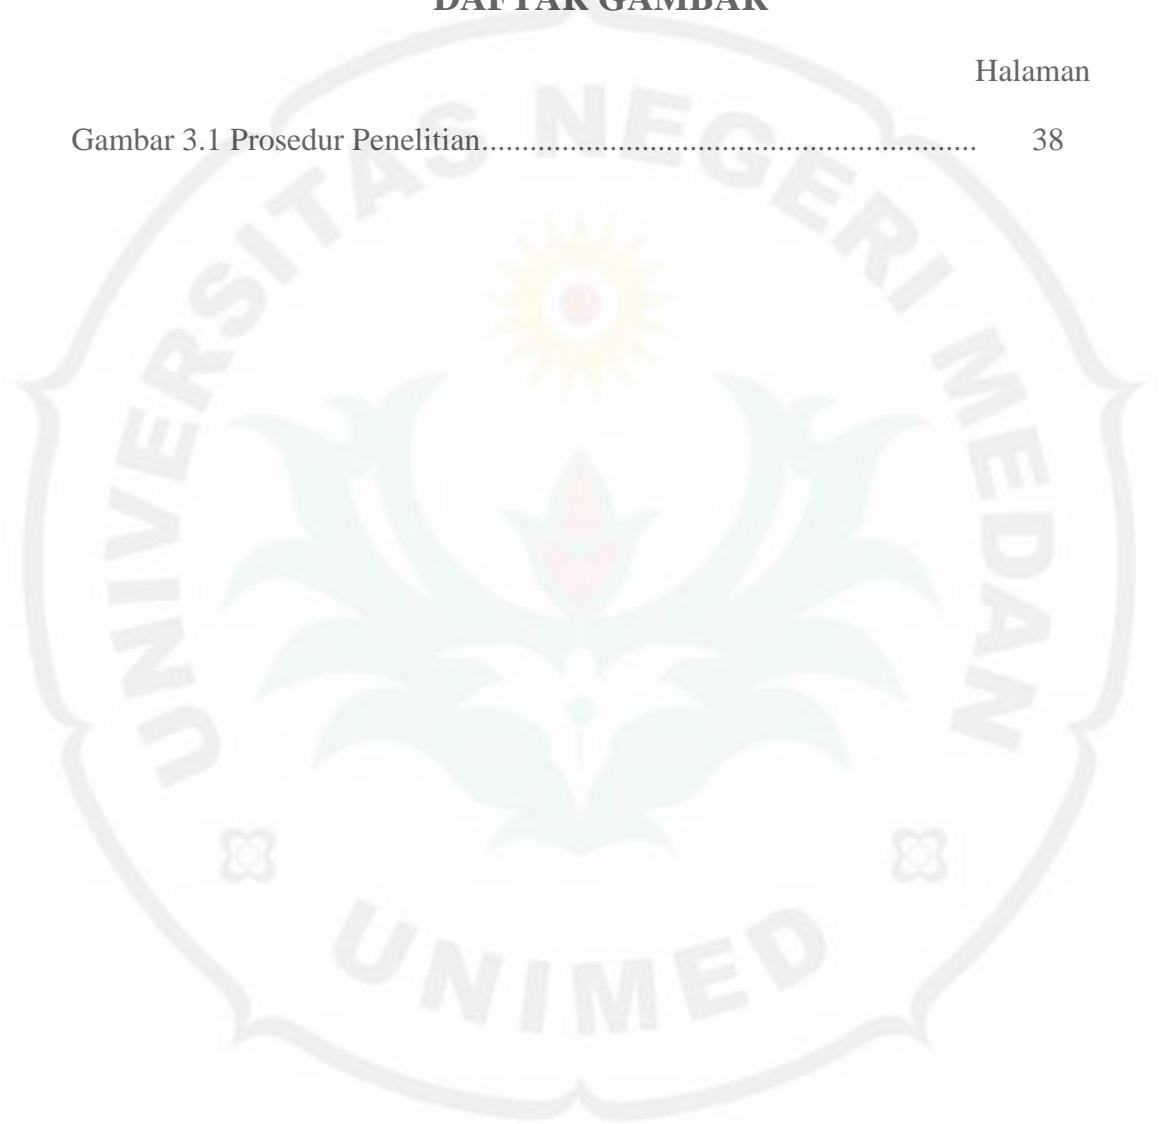 DAFTAR GAMBAR
Halaman
Gambar 3.1 Prosedur Penelitian............................................................. 38
UNIVERSITAS NEGERI MEDAN
UNIMED